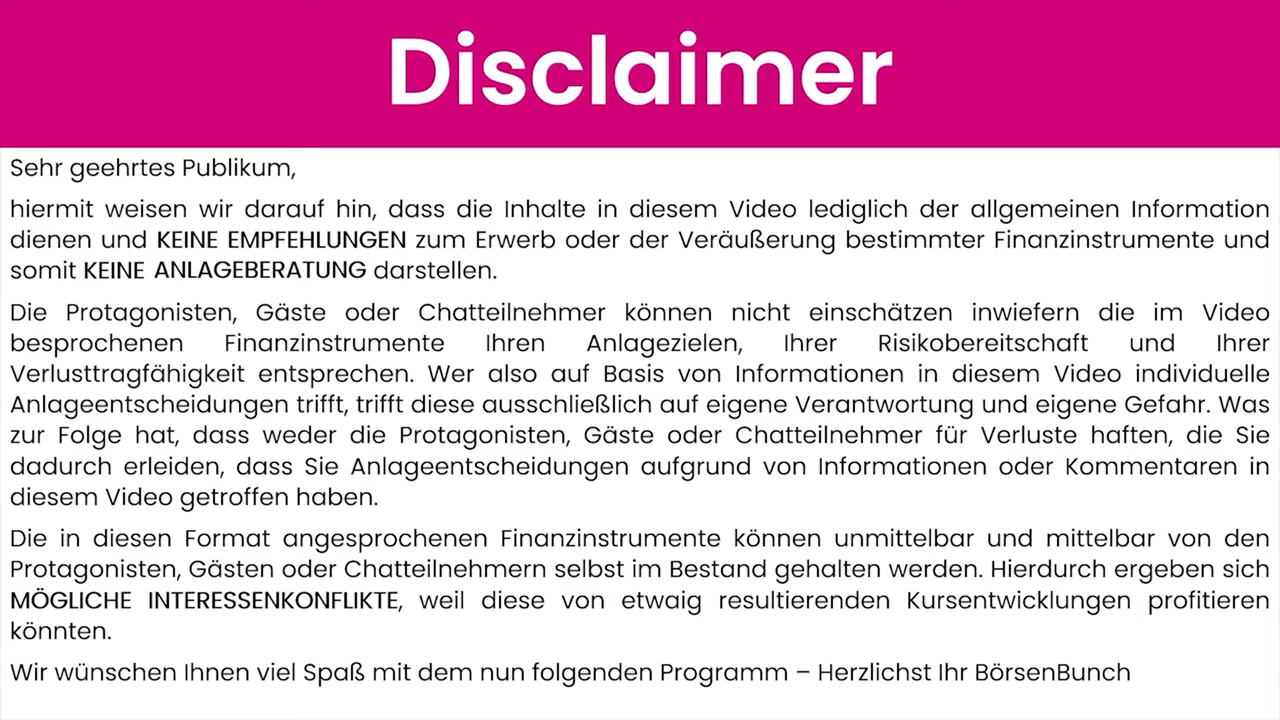 Disclaimer
Sehr geehrtes Publikum,
hiermit weisen wir darauf hin, dass die Inhalte in diesem Video lediglich der allgemeinen Information
dienen und KEINE EMPFEHLUNGEN zum Erwerb oder der Veräußerung bestimmter Finanzinstrumente und
somit KEINE ANLAGEBERATUNG darstellen.
Die Protagonisten, Gäste oder Chatteilnehmer können nicht einschätzen inwiefern die im Video
besprochenen Finanzinstrumente Ihren Anlagezielen, Ihrer Risikobereitschaft und Ihrer
Verlusttragfähigkeit entsprechen. Wer also auf Basis von Informationen in diesem Video individuelle
Anlageentscheidungen trifft, trifft diese ausschließlich auf eigene Verantwortung und eigene Gefahr. Was
zur Folge hat, dass weder die Protagonisten, Gäste oder Chatteilnehmer für Verluste haften, die Sie
dadurch erleiden, dass Sie Anlageentscheidungen aufgrund von Informationen oder Kommentaren in
diesem Video getroffen haben.
Die in diesen Format angesprochenen Finanzinstrumente können unmittelbar und mittelbar von den
Protagonisten, Gästen oder Chatteilnehmern selbst im Bestand gehalten werden. Hierdurch ergeben sich
MÖGLICHE INTERESSENKONFLIKTE, weil diese von etwaig resultierenden Kursentwicklungen profitieren
könnten.
Wir wünschen Ihnen viel Spaß mit dem nun folgenden Programm – Herzlichst Ihr BörsenBunch